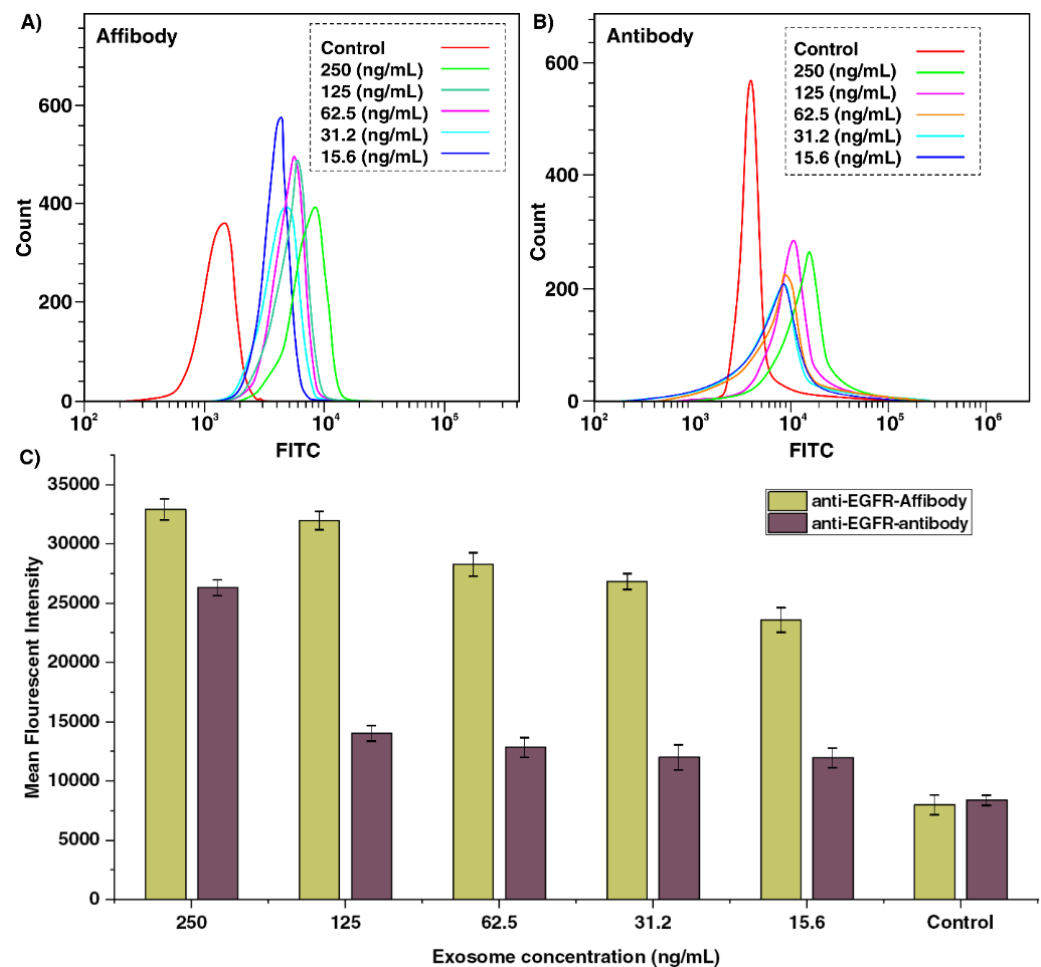 A)
Affibody
Control
250 (ng/mL)
125 (ng/mL)
62.5 (ng/mL)
31.2 (ng/mL)
15.6 (ng/mL)
Count
600
400
200
0
10²
10³
10⁴
10⁵
FITC
B)
Antibody
Control
250 (ng/mL)
125 (ng/mL)
62.5 (ng/mL)
31.2 (ng/mL)
15.6 (ng/mL)
Count
600
400
200
0
10²
10³
10⁴
10⁵
10⁶
FITC
C)
anti-EGFR-Affibody
anti-EGFR-antibody
Mean Flourescent Intensity
35000
30000
25000
20000
15000
10000
5000
0
250
125
62.5
31.2
15.6
Control
Exosome concentration (ng/mL)